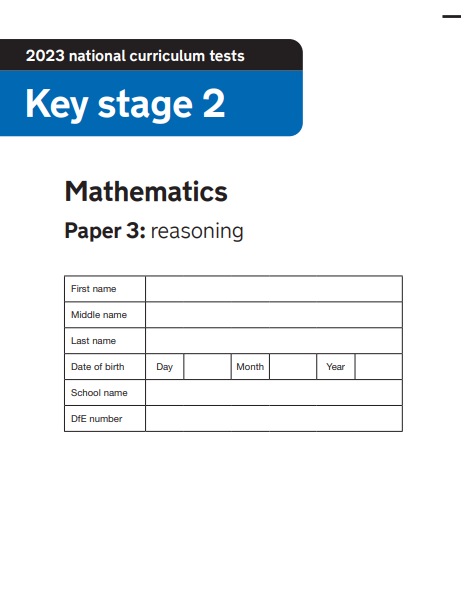 2023 national curriculum tests
Key stage 2
Mathematics
Paper 3: reasoning
First name
Middle name
Last name
Date of birth Day Month Year
School name
DfE number